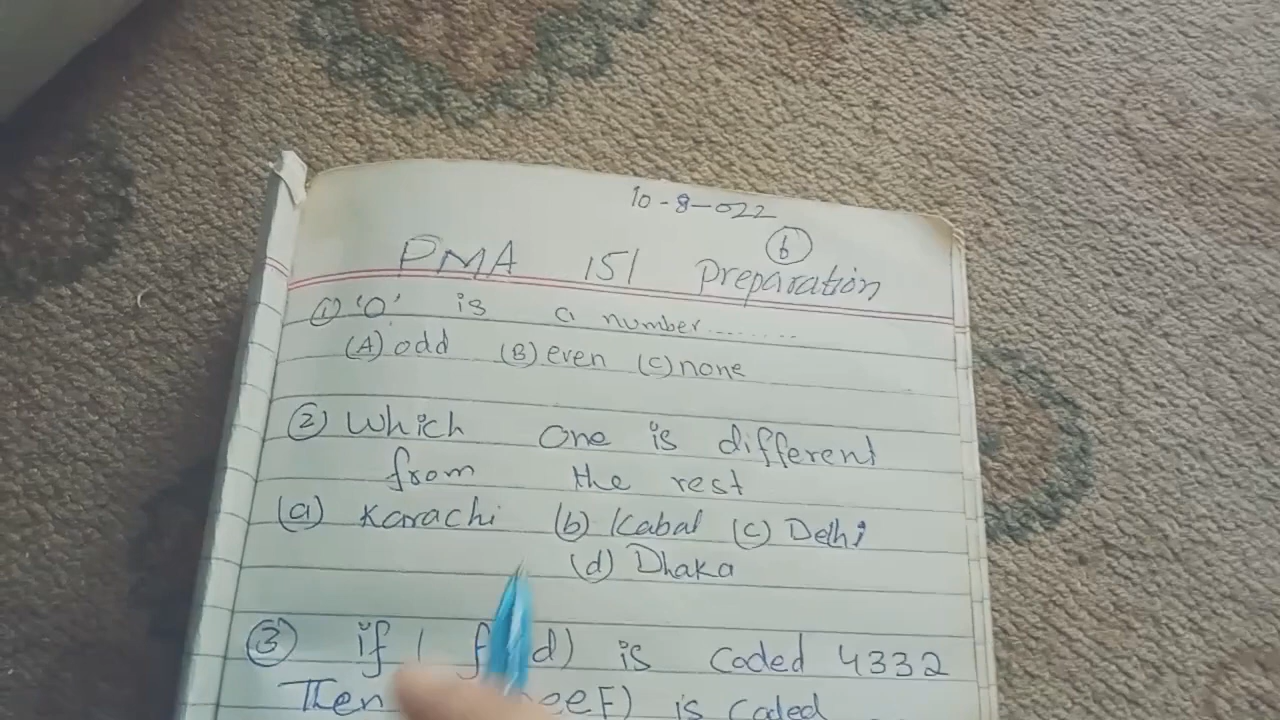 10-8-022
(6)
PMA 151 Preparation
(1) 'O' is a number........
(A) odd (B) even (C) none
(2) Which one is different
from the rest
(a) Karachi (b) Kabal (c) Delhi
(d) Dhaka
(3) if ( f d) is coded 4332
Then eeF) is coded